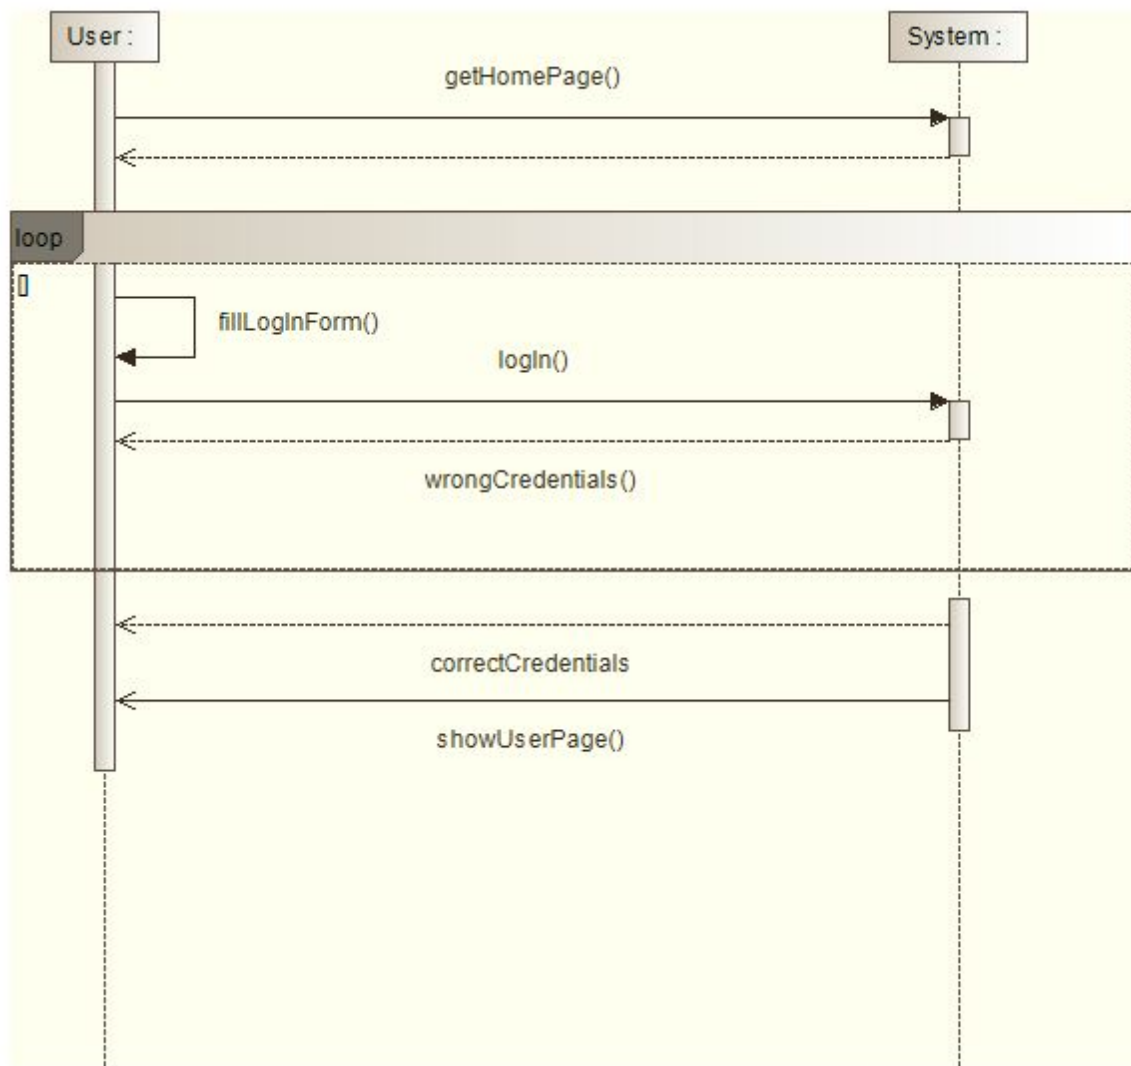 User :
System :
getHomePage()
loop
[]
fillLogInForm()
logIn()
wrongCredentials()
correctCredentials
showUserPage()